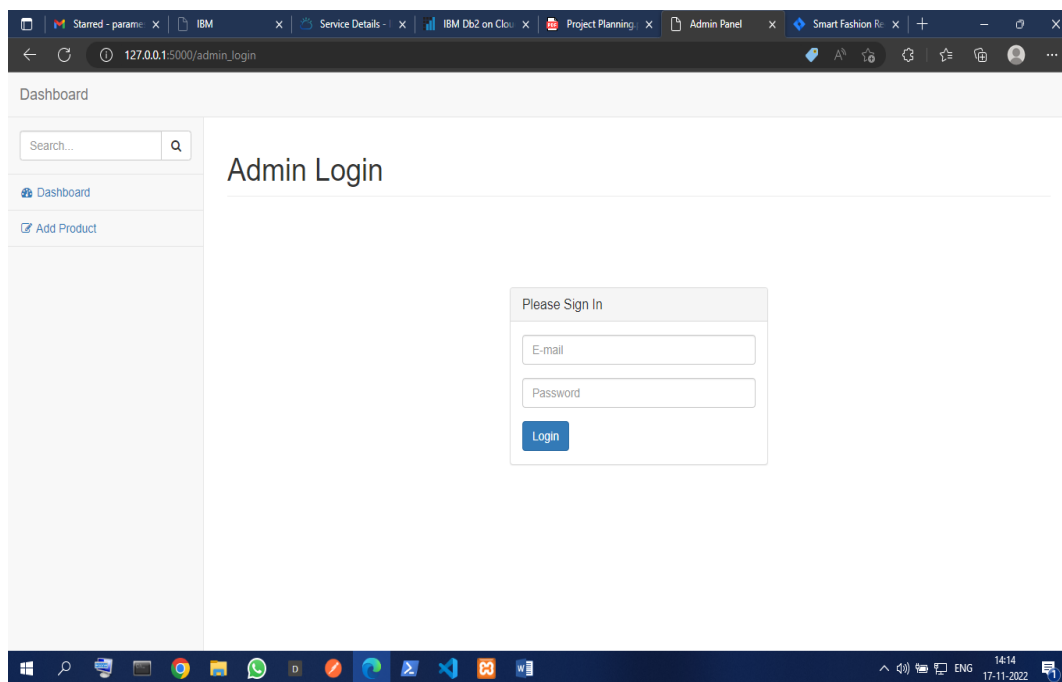 Starred - parame IBM Service Details - IBM Db2 on Clou Project Planning. Admin Panel Smart Fashion Re
127.0.0.1:5000/admin_login
Dashboard
Search...
Admin Login
Dashboard
Add Product
Please Sign In
E-mail
Password
Login
ENG 14:14
17-11-2022